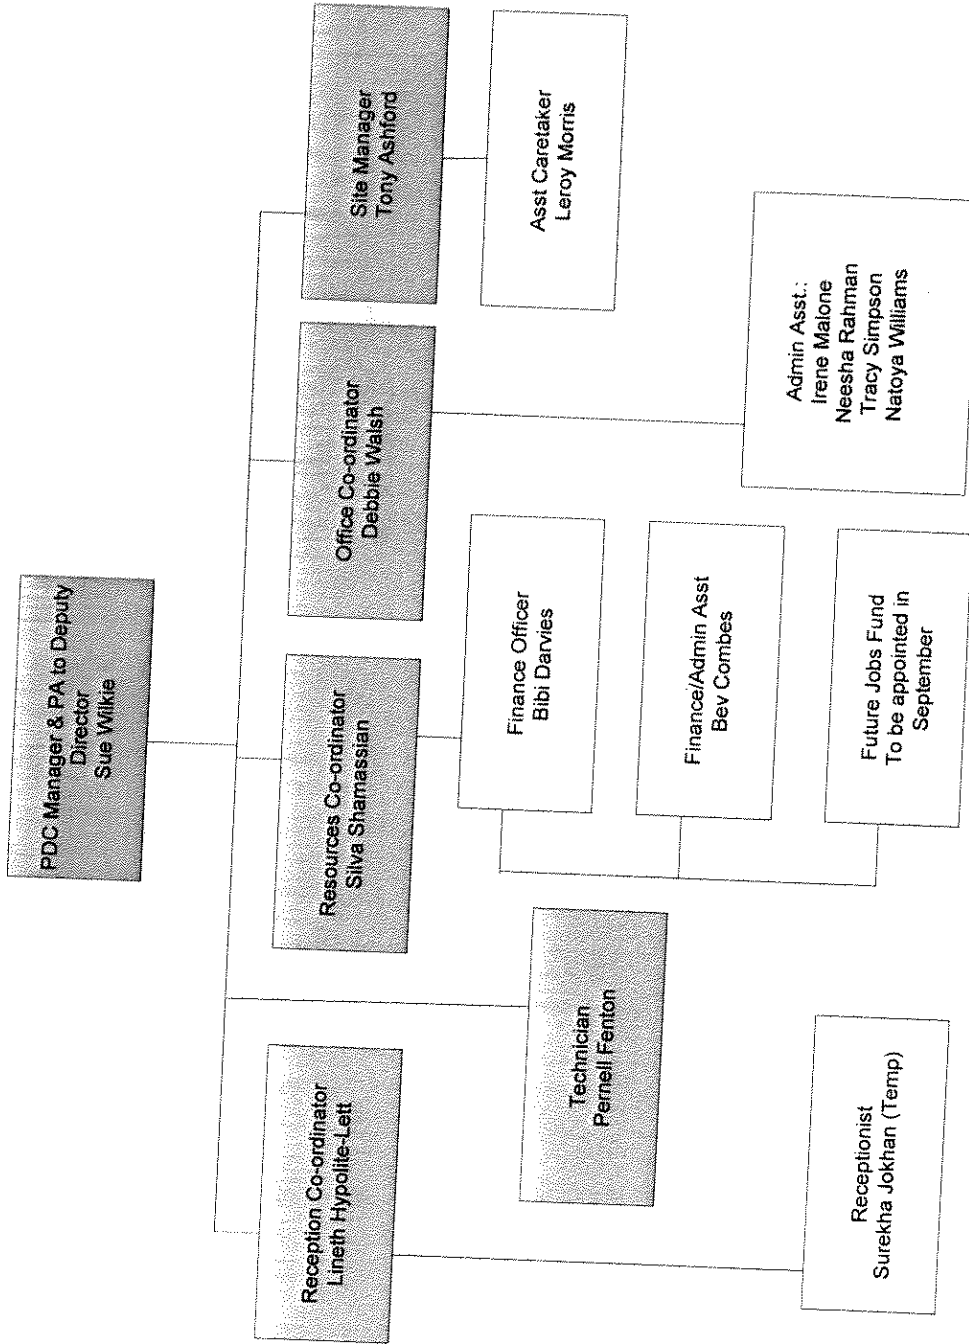 PDC Manager & PA to Deputy
Director
Sue Wilkie
Reception Co-ordinator
Lineth Hypolite-Lett
Resources Co-ordinator
Silva Shamassian
Office Co-ordinator
Debbie Walsh
Site Manager
Tony Ashford
Technician
Pernell Fenton
Finance Officer
Bibi Darvies
Asst Caretaker
Leroy Morris
Finance/Admin Asst
Bev Combes
Receptionist
Surekha Jokhan (Temp)
Future Jobs Fund
To be appointed in
September
Admin Asst.:
Irene Malone
Neesha Rahman
Tracy Simpson
Natoya Williams